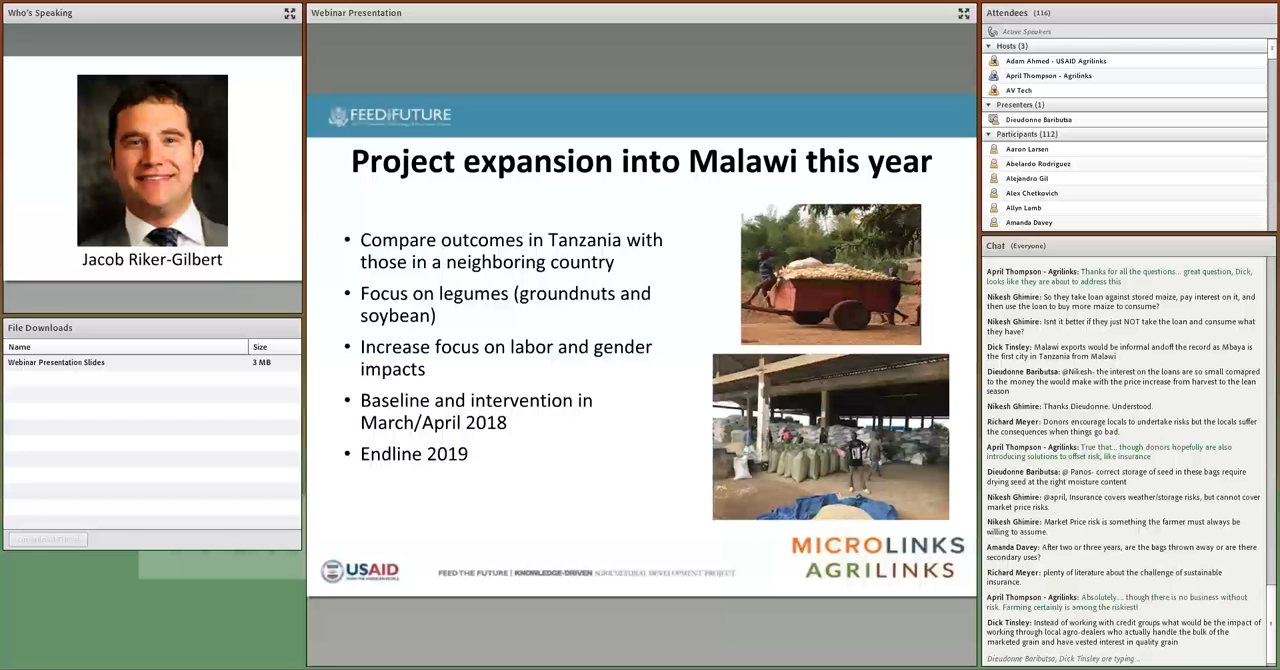 Who's Speaking
Jacob Riker-Gilbert
File Downloads
Name
Size
Webinar Presentation Slides
3 MB
Webinar Presentation
FEED THE FUTURE
Project expansion into Malawi this year
• Compare outcomes in Tanzania with
those in a neighboring country
• Focus on legumes (groundnuts and
soybean)
• Increase focus on labor and gender
impacts
• Baseline and intervention in
March/April 2018
• Endline 2019
USAID
FEED THE FUTURE | KNOWLEDGE-DRIVEN AGRICULTURAL DEVELOPMENT PROJECT
MICROLINKS
AGRILINKS
Attendees (116)
Active Speakers
Hosts (3)
Adam Ahmed - USAID Agrilinks
April Thompson - Agrilinks
AV Tech
Presenters (1)
Dieudonne Baributsa
Participants (112)
Aaron Larsen
Abelardo Rodriguez
Alejandro Gil
Alex Chetkovich
Allyn Lamb
Amanda Davey
Chat (Everyone)
April Thompson - Agrilinks: Thanks for all the questions... great question, Dick,
looks like they are about to address this
Nikesh Ghimire: So they take loan against stored maize, pay interest on it, and
then use the loan to buy more maize to consume?
Nikesh Ghimire: Isnt it better if they just NOT take the loan and consume what
they have?
Dick Tinsley: Malawi exports would be informal andoff the record as Mbaya is
the first city in Tanzania from Malawi
Dieudonne Baributsa: @Nikesh- the interest on the loans are so small comapred
to the money the would make with the price increase from harvest to the lean
season
Nikesh Ghimire: Thanks Dieudonne. Understood.
Richard Meyer: Donors encourage locals to undertake risks but the locals suffer
the consequences when things go bad.
April Thompson - Agrilinks: True that... though donors hopefully are also
introducing solutions to offset risk, like insurance
Dieudonne Baributsa: @ Panos- correct storage of seed in these bags require
drying seed at the right moisture content
Nikesh Ghimire: @april, Insurance covers weather/storage risks, but cannot cover
market price risks.
Nikesh Ghimire: Market Price risk is something the farmer must always be
willing to assume.
Amanda Davey: After two or three years, are the bags thrown away or are there
secondary uses?
Richard Meyer: plenty of literature about the challenge of sustainable
insurance.
April Thompson - Agrilinks: Absolutely.... though there is no business without
risk. Farming certainly is among the riskiest!
Dick Tinsley: Instead of working with credit groups what would be the impact of
working through local agro-dealers who actually handle the bulk of the
marketed grain and have vested interest in quality grain
Dieudonne Baributsa, Dick Tinsley are typing...